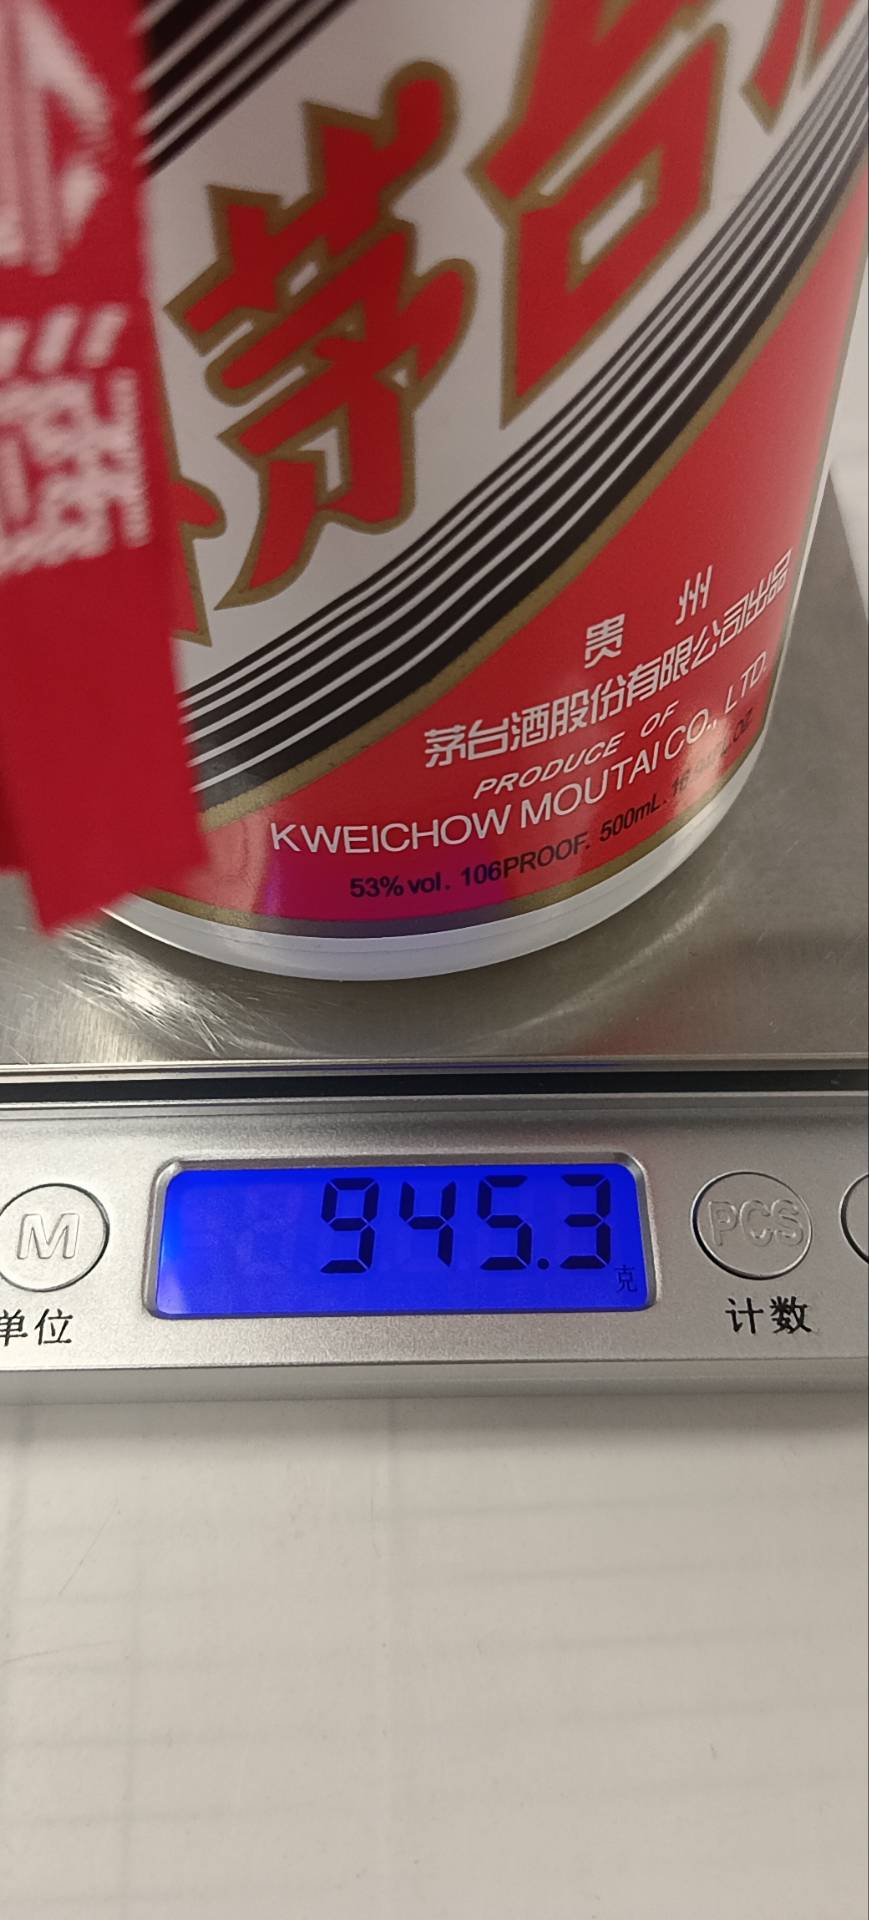 茅台
贵州
茅台酒股份有限公司出品
PRODUCE OF
KWEICHOW MOUTAI CO., LTD.
53%vol. 106PROOF. 500mL.
945.3
克
M
PCS
单位
计数